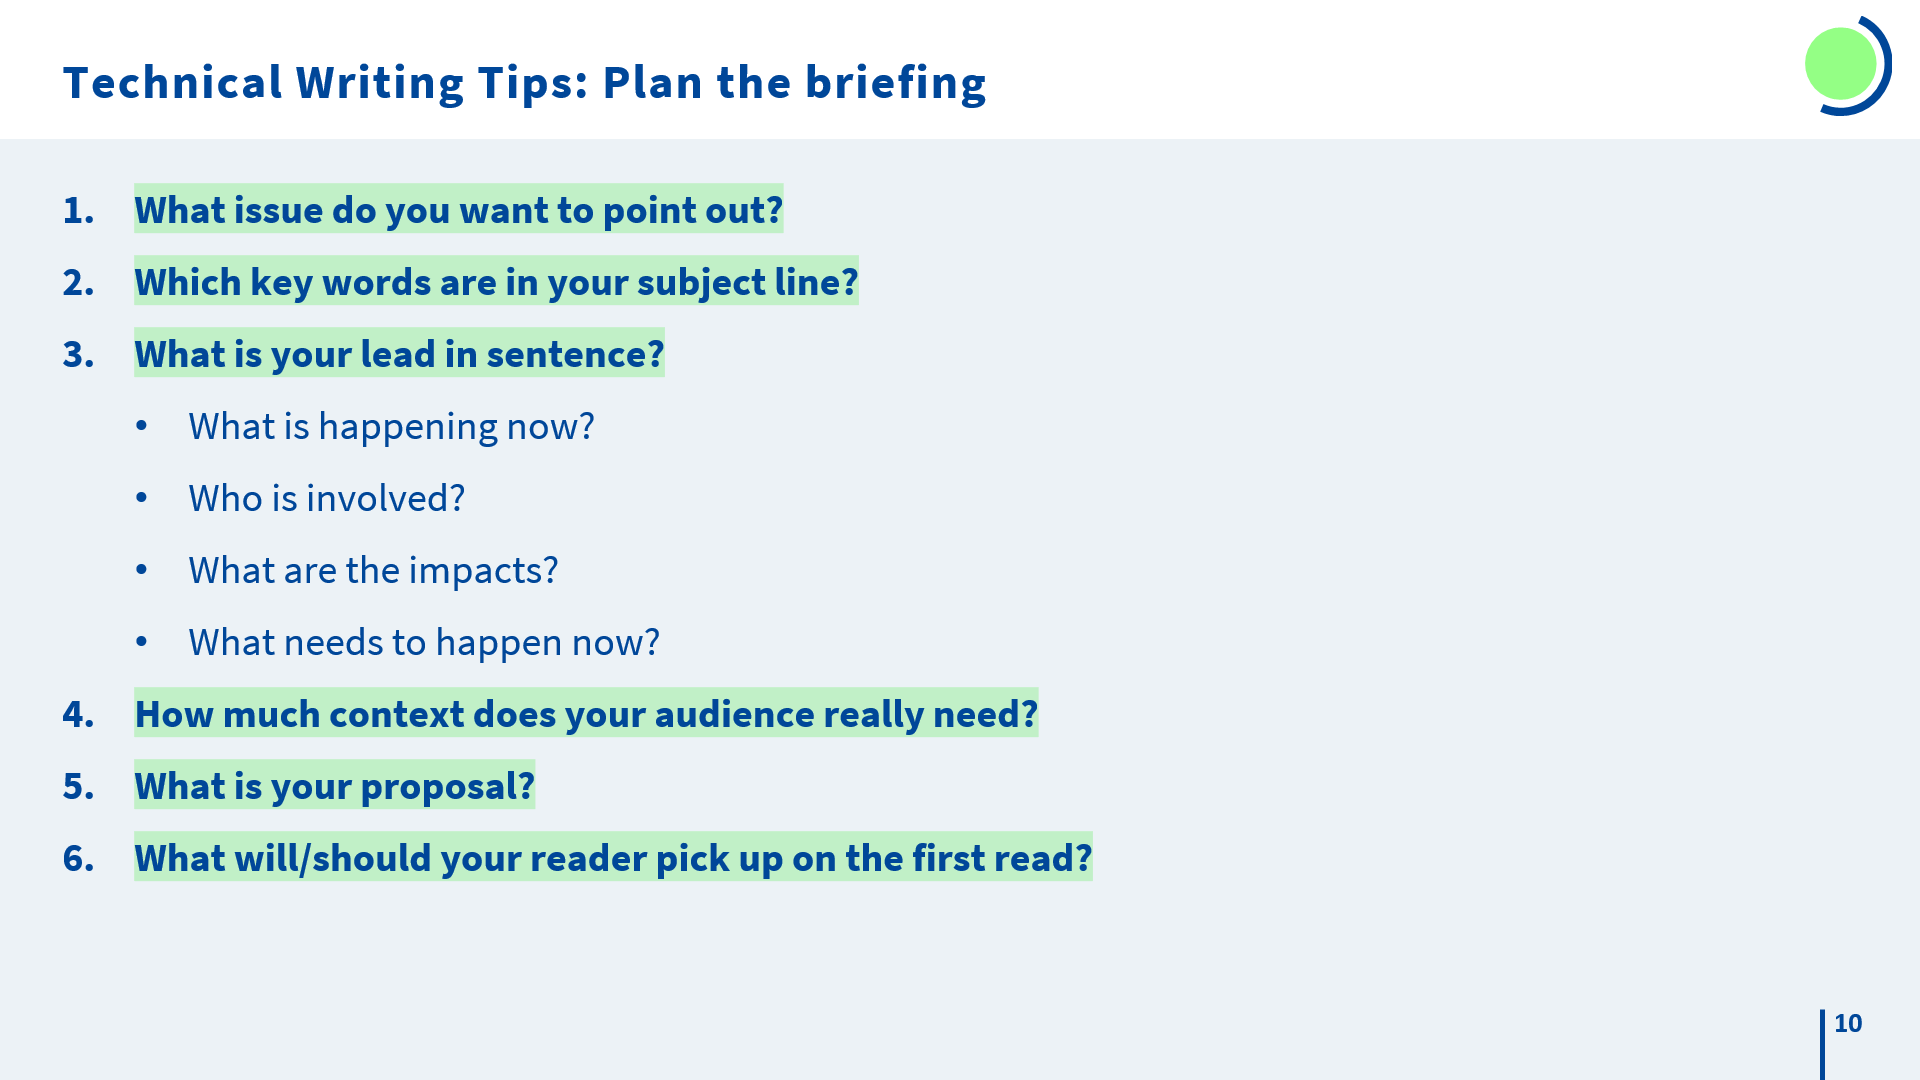 Technical Writing Tips: Plan the briefing
1. What issue do you want to point out?
2. Which key words are in your subject line?
3. What is your lead in sentence?
• What is happening now?
• Who is involved?
• What are the impacts?
• What needs to happen now?
4. How much context does your audience really need?
5. What is your proposal?
6. What will/should your reader pick up on the first read?
10